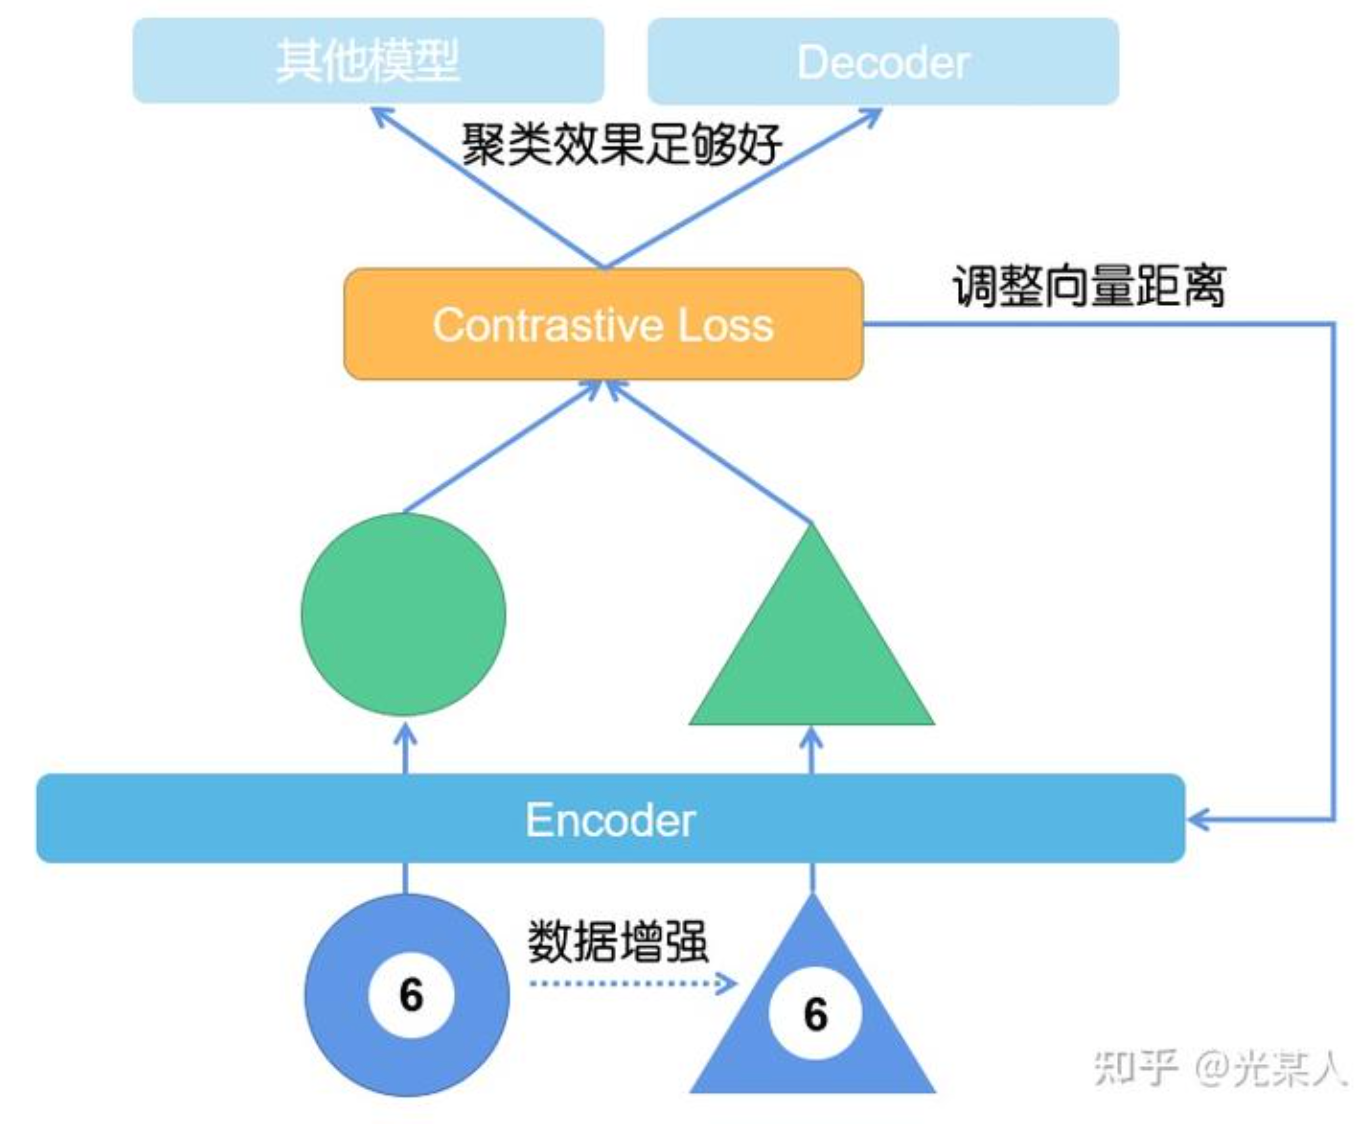 其他模型
Decoder
聚类效果足够好
Contrastive Loss
调整向量距离
Encoder
数据增强
6
6
知乎 @光某人